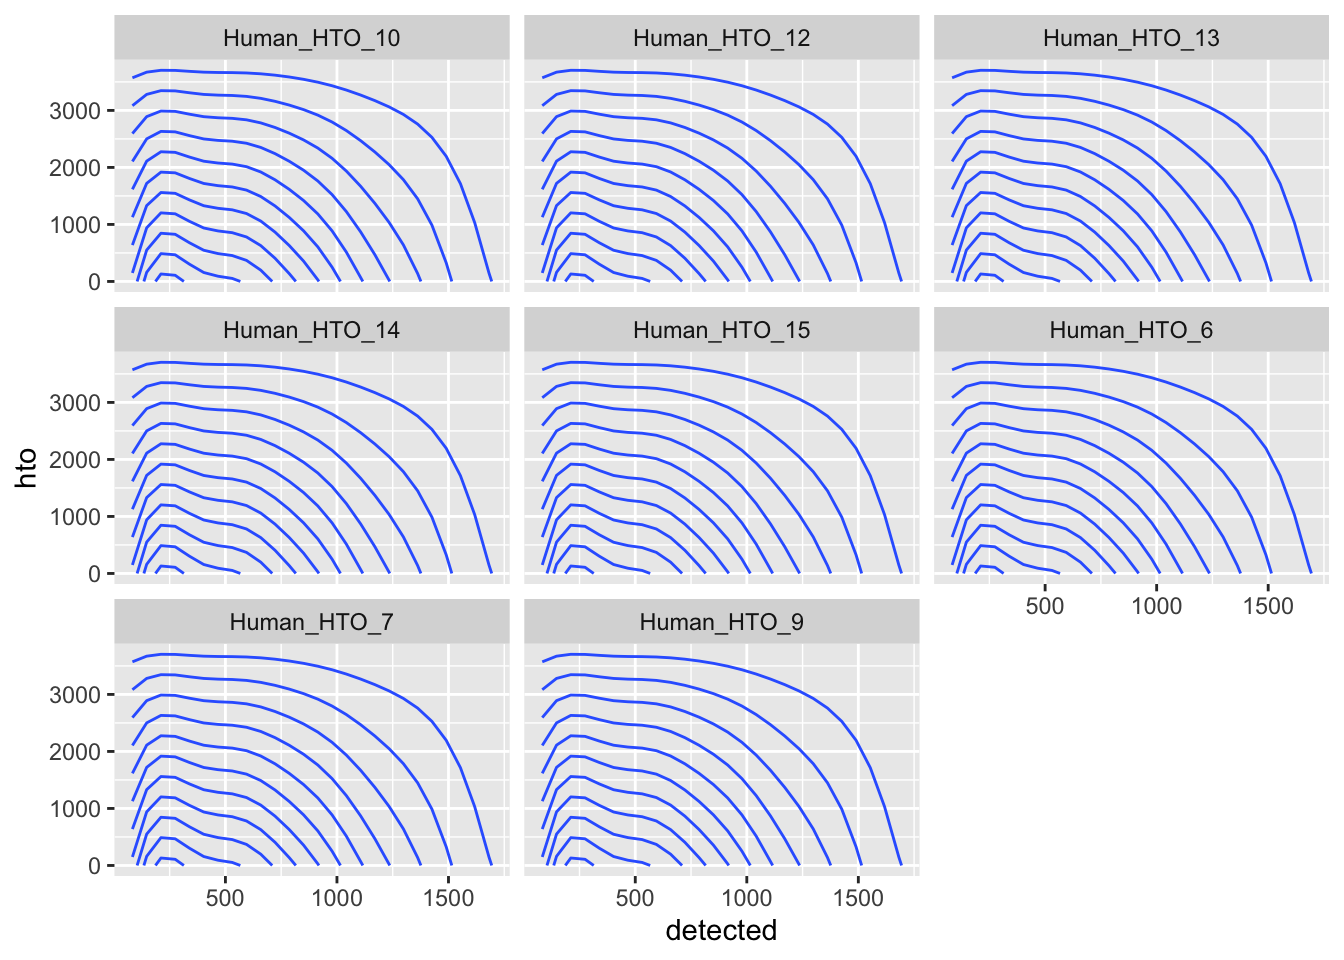 Human_HTO_10 Human_HTO_12 Human_HTO_13
3000
2000
1000
0
Human_HTO_14 Human_HTO_15 Human_HTO_6
3000
2000
1000
0
500 1000 1500
hto
Human_HTO_7 Human_HTO_9
3000
2000
1000
0
500 1000 1500 500 1000 1500
detected